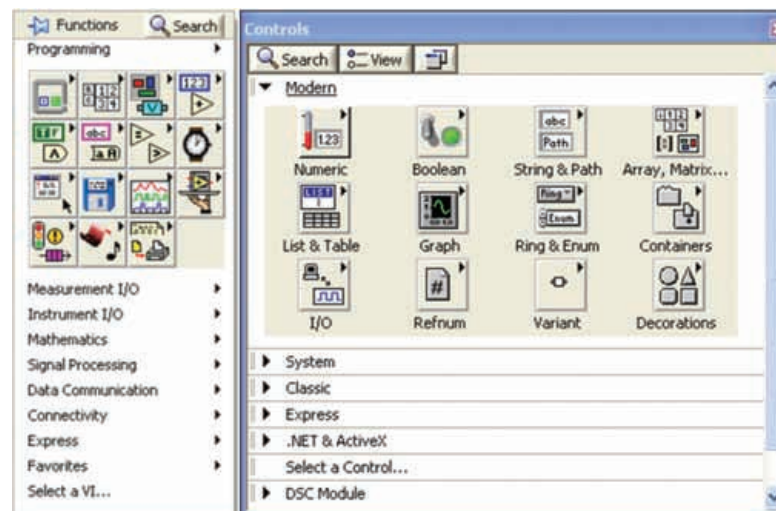 Functions Search
Programming
Measurement I/O
Instrument I/O
Mathematics
Signal Processing
Data Communication
Connectivity
Express
Favorites
Select a VI...
Controls
Search View
Modern
Numeric Boolean String & Path Array, Matrix...
List & Table Graph Ring & Enum Containers
I/O Refnum Variant Decorations
System
Classic
Express
.NET & ActiveX
Select a Control...
DSC Module